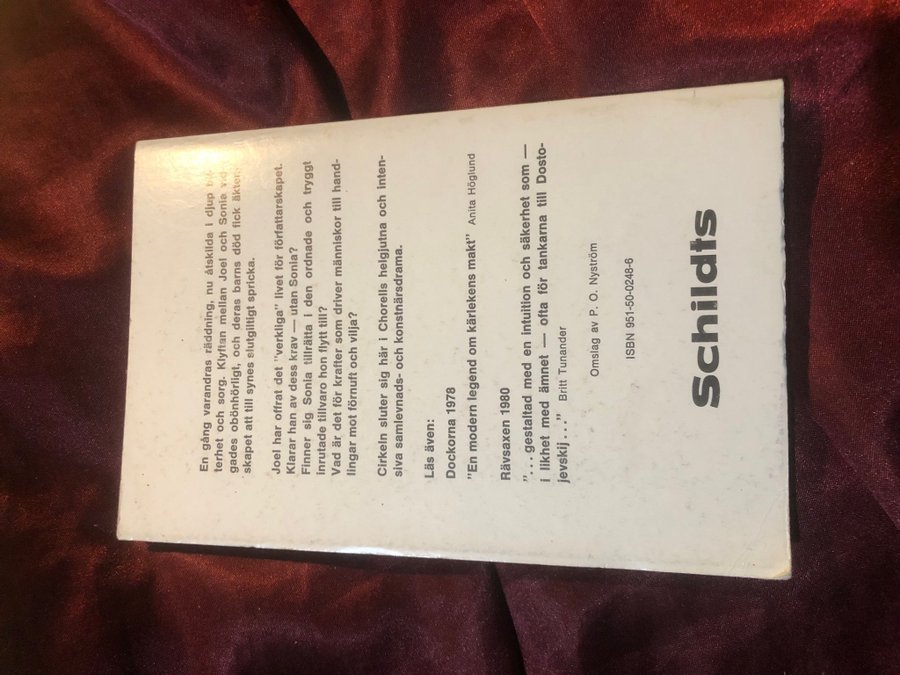 En gång varandras räddning, nu åtskilda i djup
terhet och sorg. Klyftan mellan Joel och Sonia vid-
gades obönhörligt, och deras barns död fick äkten-
skapet att till synes slutgiltigt spricka.
Joel har offrat det "verkliga" livet för författarskapet.
Klarar han av dess krav — utan Sonia?
Finner sig Sonia tillrätta i den ordnade och tryggt
inrutade tillvaro hon flytt till?
Vad är det för krafter som driver människor till hand-
lingar mot förnuft och vilja?
Cirkeln sluter sig här i Chorells helgjutna och inten-
siva samlevnads- och konstnärsdrama.
Läs även:
Dockorna 1978
"En modern legend om kärlekens makt" Anita Höglund
Rävsaxen 1980
"... gestaltad med en intuition och säkerhet som —
i likhet med ämnet — ofta för tankarna till Dosto-
jevskij ..." Britt Tunander
Omslag av P. O. Nyström
ISBN 951-50-0248-6
Schildts